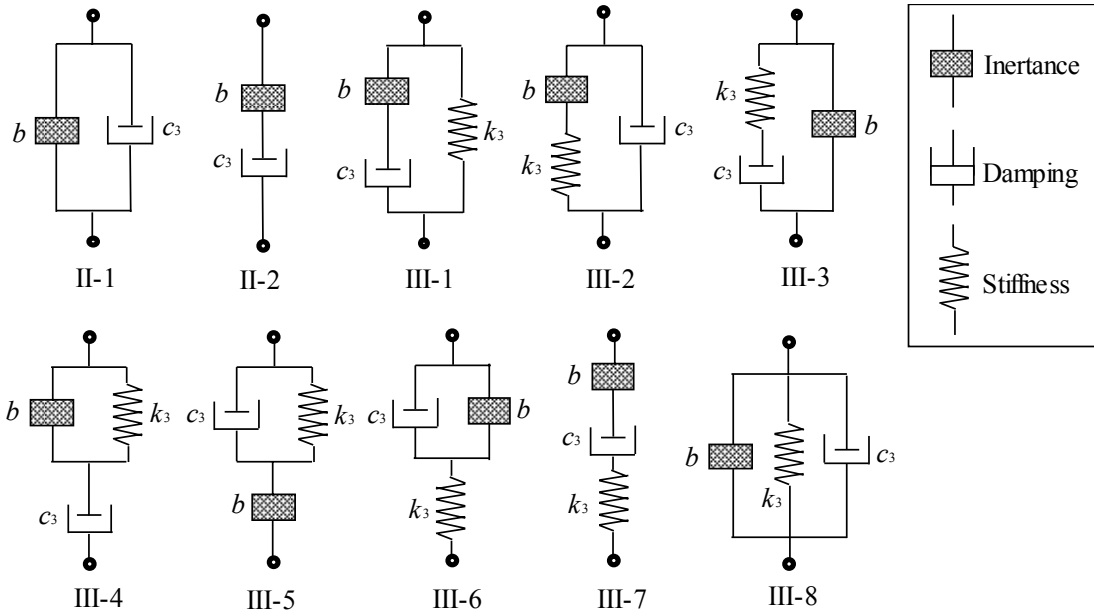 b
c3
II-1
b
c3
II-2
b
c3
k3
III-1
b
k3
c3
III-2
k3
c3
b
III-3
Inertance
Damping
Stiffness
b
k3
c3
III-4
c3
k3
b
III-5
c3
b
k3
III-6
b
c3
k3
III-7
b
k3
c3
III-8